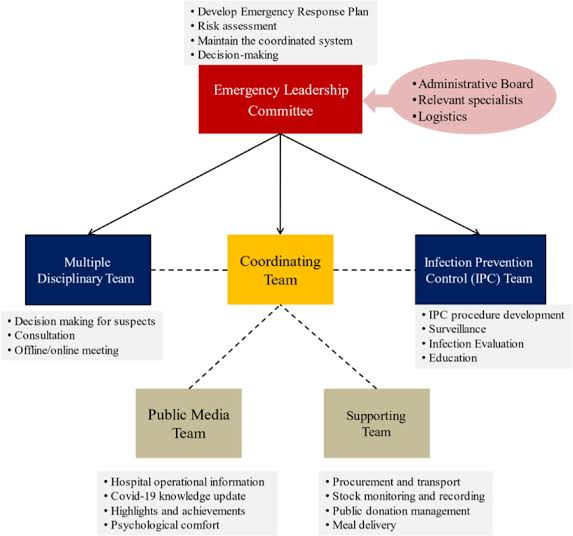 • Develop Emergency Response Plan
• Risk assessment
• Maintain the coordinated system
• Decision-making
Emergency Leadership
Committee
• Administrative Board
• Relevant specialists
• Logistics
Multiple
Disciplinary Team
Coordinating
Team
Infection Prevention
Control (IPC) Team
• Decision making for suspects
• Consultation
• Offline/online meeting
• IPC procedure development
• Surveillance
• Infection Evaluation
• Education
Public Media
Team
Supporting
Team
• Hospital operational information
• Covid-19 knowledge update
• Highlights and achievements
• Psychological comfort
• Procurement and transport
• Stock monitoring and recording
• Public donation management
• Meal delivery